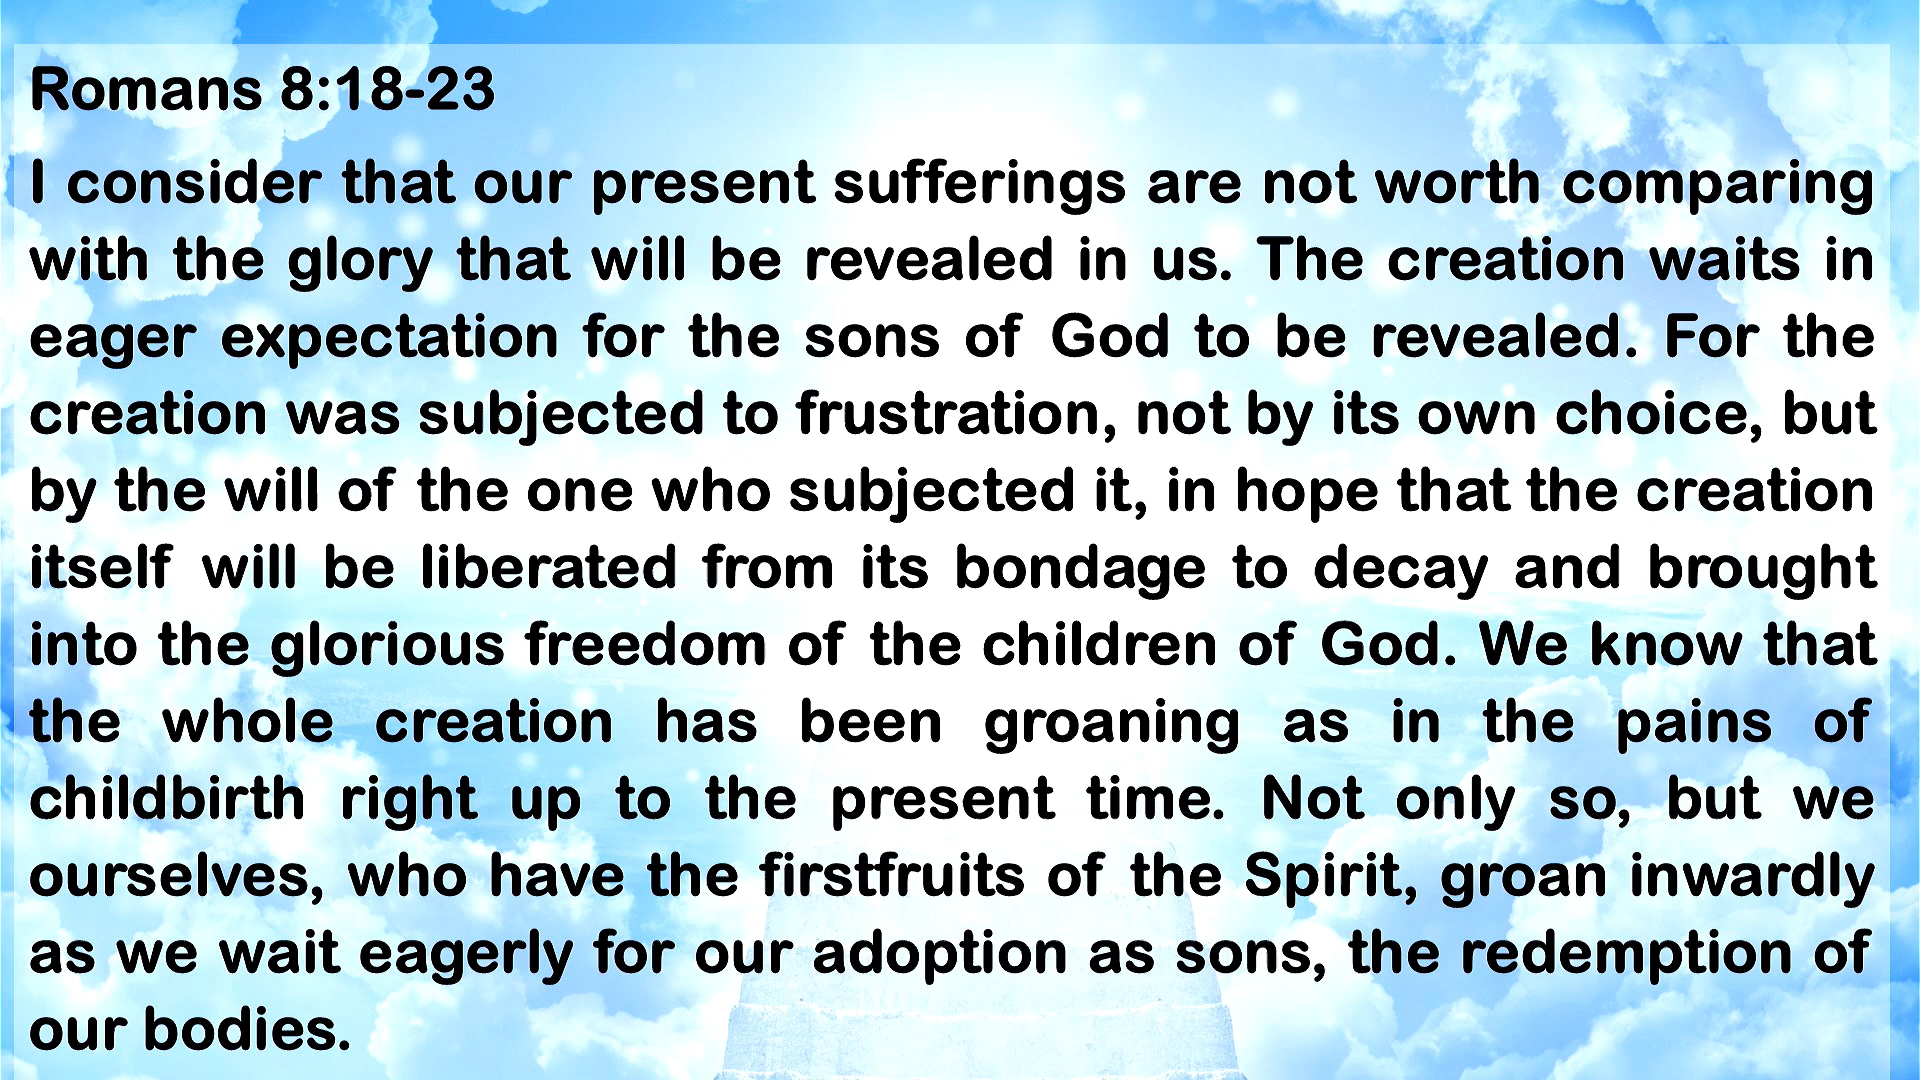 Romans 8:18-23
I consider that our present sufferings are not worth comparing
with the glory that will be revealed in us. The creation waits in
eager expectation for the sons of God to be revealed. For the
creation was subjected to frustration, not by its own choice, but
by the will of the one who subjected it, in hope that the creation
itself will be liberated from its bondage to decay and brought
into the glorious freedom of the children of God. We know that
the whole creation has been groaning as in the pains of
childbirth right up to the present time. Not only so, but we
ourselves, who have the firstfruits of the Spirit, groan inwardly
as we wait eagerly for our adoption as sons, the redemption of
our bodies.